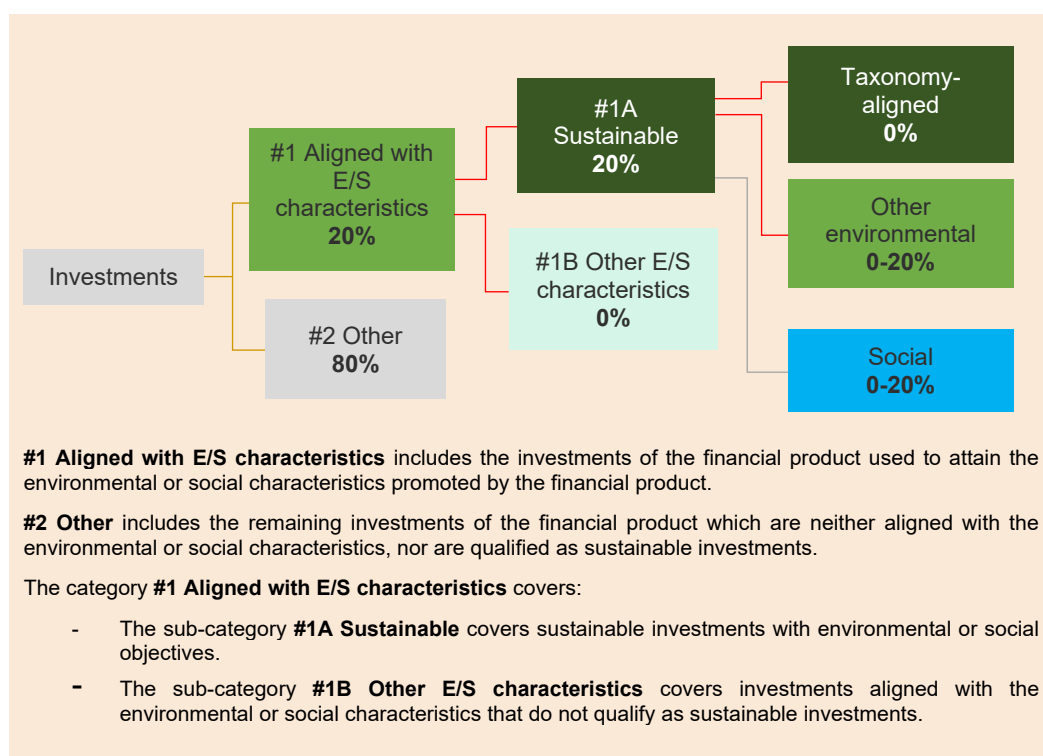 Investments
#1 Aligned with
E/S
characteristics
20%
#2 Other
80%
#1A
Sustainable
20%
#1B Other E/S
characteristics
0%
Taxonomy-
aligned
0%
Other
environmental
0-20%
Social
0-20%
#1 Aligned with E/S characteristics includes the investments of the financial product used to attain the
environmental or social characteristics promoted by the financial product.
#2 Other includes the remaining investments of the financial product which are neither aligned with the
environmental or social characteristics, nor are qualified as sustainable investments.
The category #1 Aligned with E/S characteristics covers:
- The sub-category #1A Sustainable covers sustainable investments with environmental or social
objectives.
- The sub-category #1B Other E/S characteristics covers investments aligned with the
environmental or social characteristics that do not qualify as sustainable investments.